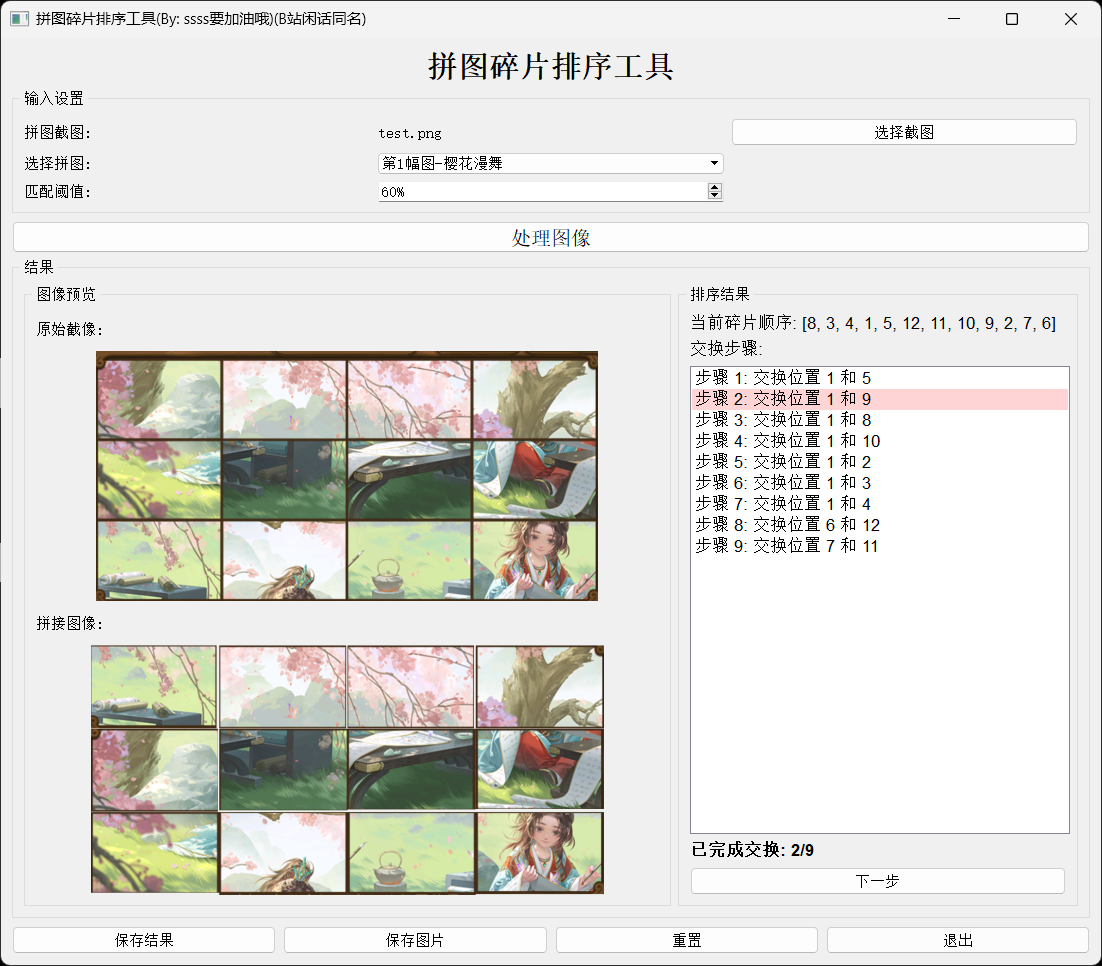 拼图碎片排序工具(By: ssss要加油哦)(B站闲话同名)
拼图碎片排序工具
输入设置
拼图截图: test.png 选择截图
选择拼图: 第1幅图-樱花漫舞
匹配阈值: 60%
处理图像
结果
图像预览
原始截像:
拼接图像:
排序结果
当前碎片顺序: [8, 3, 4, 1, 5, 12, 11, 10, 9, 2, 7, 6]
交换步骤:
步骤 1: 交换位置 1 和 5
步骤 2: 交换位置 1 和 9
步骤 3: 交换位置 1 和 8
步骤 4: 交换位置 1 和 10
步骤 5: 交换位置 1 和 2
步骤 6: 交换位置 1 和 3
步骤 7: 交换位置 1 和 4
步骤 8: 交换位置 6 和 12
步骤 9: 交换位置 7 和 11
已完成交换: 2/9
下一步
保存结果 保存图片 重置 退出